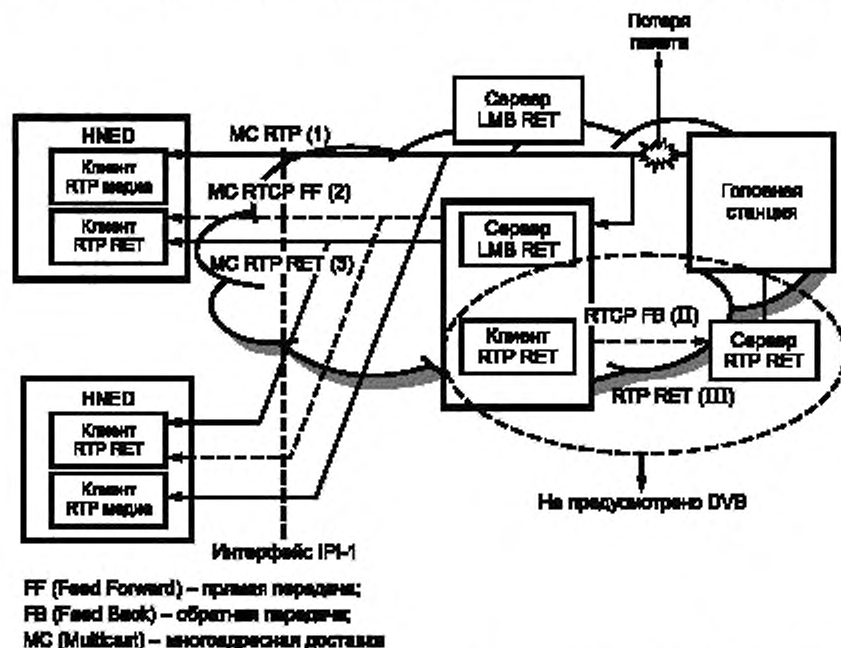 Потеря
пакета
Сервер
LMB RET
HNED
MC RTP (1)
Клиент
RTP медиа
Клиент
RTP RET
MC RTCP FF (2)
MC RTP RET (3)
Головная
станция
Сервер
LMB RET
RTCP FB (II)
Клиент
RTP RET
Сервер
RTP RET
RTP RET (III)
HNED
Клиент
RTP RET
Клиент
RTP медиа
На предусмотрено DVB
Интерфейс IPI-1
FF (Feed Forward) – прямая передача;
FB (Feed Back) – обратная передача;
MC (Multicast) – многоадресная доставка